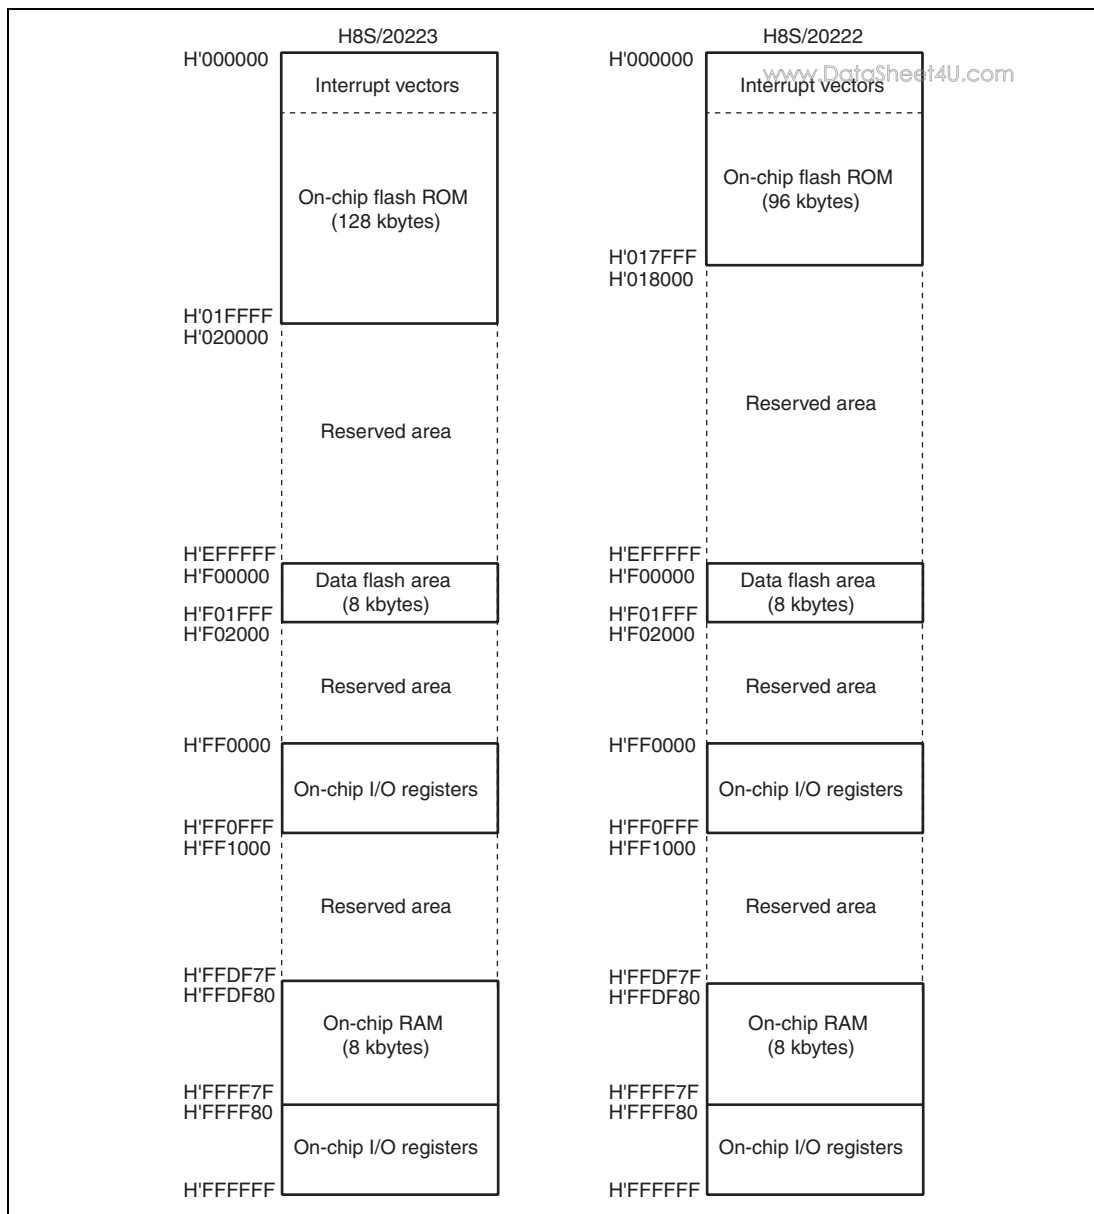 H8S/20223
H'000000
Interrupt vectors
On-chip flash ROM
(128 kbytes)
H'01FFFF
H'020000
Reserved area
H'EFFFFF
H'F00000
Data flash area
(8 kbytes)
H'F01FFF
H'F02000
Reserved area
H'FF0000
On-chip I/O registers
H'FF0FFF
H'FF1000
Reserved area
H'FFDF7F
H'FFDF80
On-chip RAM
(8 kbytes)
H'FFFF7F
H'FFFF80
On-chip I/O registers
H'FFFFFF
H8S/20222
H'000000
www.DataSheet4U.com
Interrupt vectors
On-chip flash ROM
(96 kbytes)
H'017FFF
H'018000
Reserved area
H'EFFFFF
H'F00000
Data flash area
(8 kbytes)
H'F01FFF
H'F02000
Reserved area
H'FF0000
On-chip I/O registers
H'FF0FFF
H'FF1000
Reserved area
H'FFDF7F
H'FFDF80
On-chip RAM
(8 kbytes)
H'FFFF7F
H'FFFF80
On-chip I/O registers
H'FFFFFF